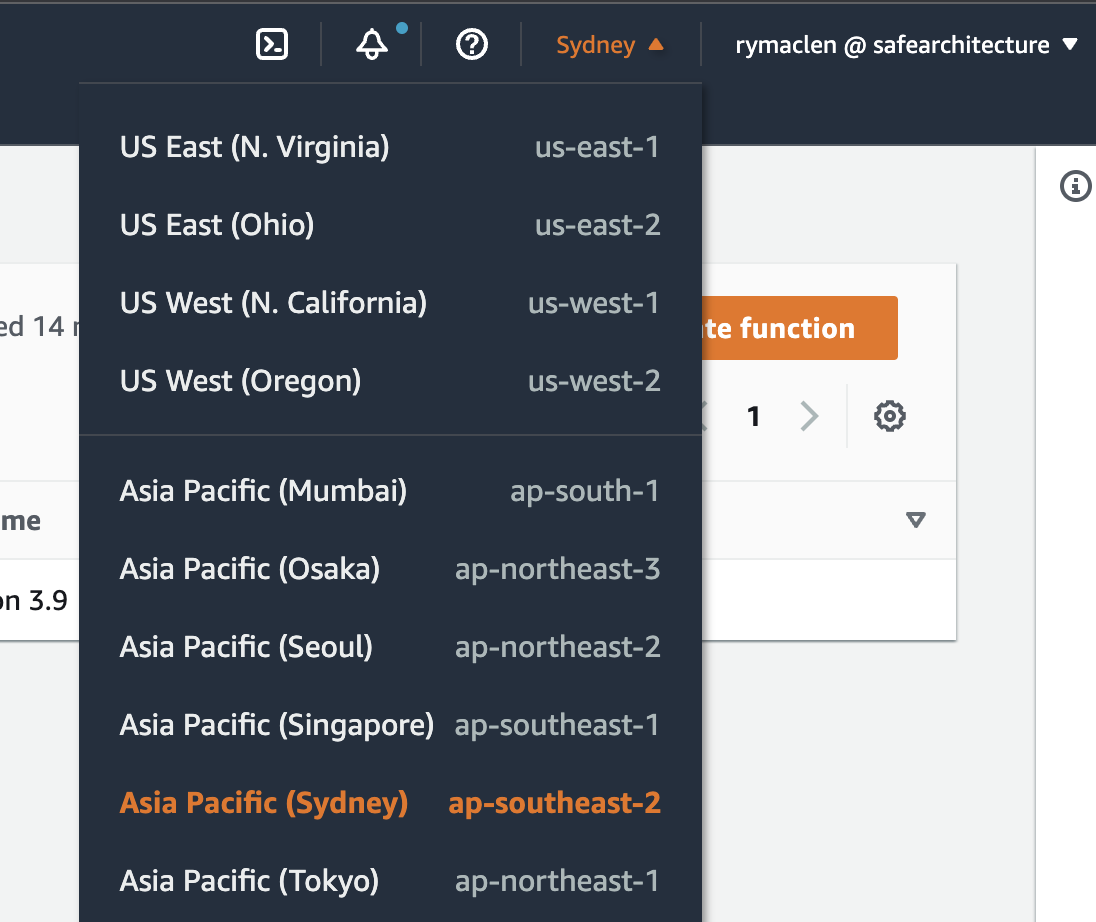 Sydney ▲
rymaclen @ safearchitecture ▼
US East (N. Virginia) us-east-1
US East (Ohio) us-east-2
US West (N. California) us-west-1
US West (Oregon) us-west-2
Asia Pacific (Mumbai) ap-south-1
Asia Pacific (Osaka) ap-northeast-3
Asia Pacific (Seoul) ap-northeast-2
Asia Pacific (Singapore) ap-southeast-1
Asia Pacific (Sydney) ap-southeast-2
Asia Pacific (Tokyo) ap-northeast-1
ed 14
te function
1
me
on 3.9